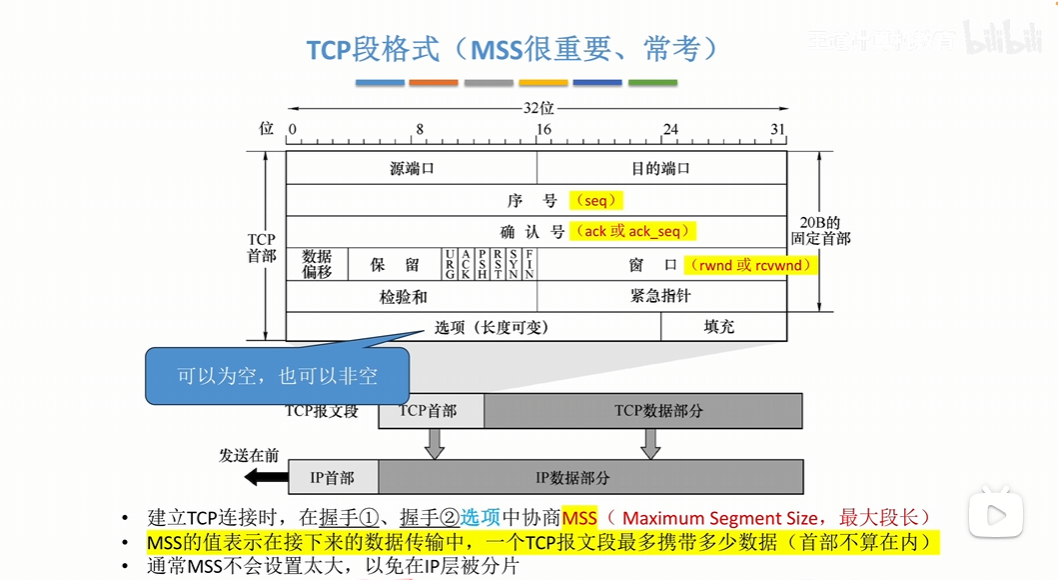 TCP段格式（MSS很重要、常考）
bilibili
32位
位 0 8 16 24 31
源端口 目的端口
序 号 （seq）
确 认 号 （ack 或 ack_seq）
TCP
首部
20B的
固定首部
数据
偏移
保 留
URG ACK PSH RST SYN FIN
窗 口 （rwnd 或 rcvwnd）
检验和 紧急指针
选项（长度可变） 填充
可以为空，也可以非空
TCP报文段 TCP首部 TCP数据部分
发送在前
IP首部 IP数据部分
• 建立TCP连接时，在握手①、握手②选项中协商MSS（ Maximum Segment Size，最大段长）
• MSS的值表示在接下来的数据传输中，一个TCP报文段最多携带多少数据（首部不算在内）
• 通常MSS不会设置太大，以免在IP层被分片